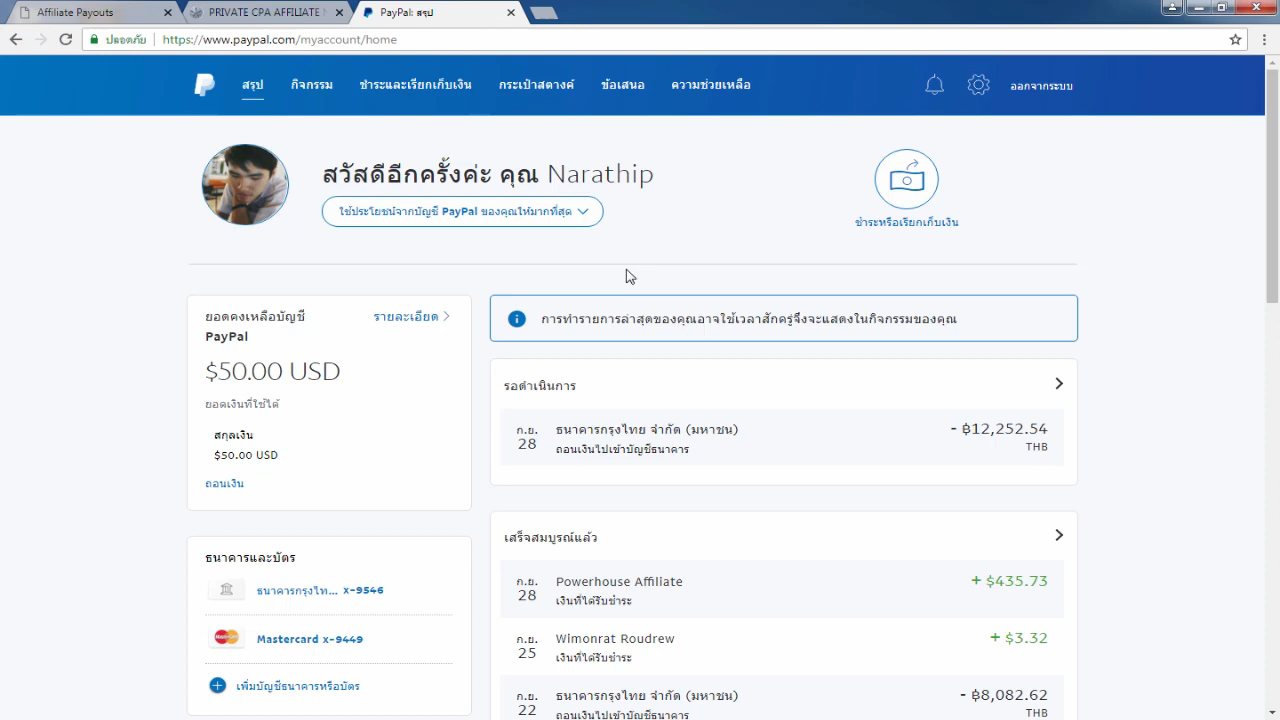 Affiliate Payouts
PRIVATE CPA AFFILIATE
PayPal: สรุป
ปลอดภัย
https://www.paypal.com/myaccount/home
สรุป
กิจกรรม
ชำระและเรียกเก็บเงิน
กระเป๋าสตางค์
ข้อเสนอ
ความช่วยเหลือ
ออกจากระบบ
สวัสดีอีกครั้งค่ะ คุณ Narathip
ใช้ประโยชน์จากบัญชี PayPal ของคุณให้มากที่สุด
ชำระหรือเรียกเก็บเงิน
ยอดคงเหลือบัญชี
PayPal
รายละเอียด
$50.00 USD
ยอดเงินที่ใช้ได้
สกุลเงิน
$50.00 USD
ถอนเงิน
ธนาคารและบัตร
ธนาคารกรุงไท... x-9546
Mastercard x-9449
เพิ่มบัญชีธนาคารหรือบัตร
การทำรายการล่าสุดของคุณอาจใช้เวลาสักครู่จึงจะแสดงในกิจกรรมของคุณ
รอดำเนินการ
ก.ย.
28
ธนาคารกรุงไทย จำกัด (มหาชน)
ถอนเงินไปเข้าบัญชีธนาคาร
- ฿12,252.54
THB
เสร็จสมบูรณ์แล้ว
ก.ย.
28
Powerhouse Affiliate
เงินที่ได้รับชำระ
+ $435.73
ก.ย.
25
Wimonrat Roudrew
เงินที่ได้รับชำระ
+ $3.32
ก.ย.
22
ธนาคารกรุงไทย จำกัด (มหาชน)
ถอนเงินไปเข้าบัญชีธนาคาร
- ฿8,082.62
THB